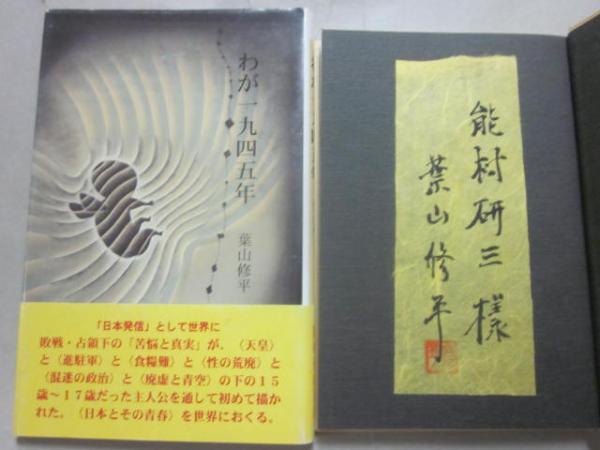 わが一九四五年
葉山修平
「日本発信」として世界に
敗戦・占領下の「苦悩と真実」が、〈天皇〉
と〈進駐軍〉と〈食糧難〉と〈性の荒廃〉と
〈混迷の政治〉と〈廃虚と青空〉の下の15
歳～17歳だった主人公を通して初めて描か
れた。〈日本とその青春〉を世界におくる。
能村研三様
葉山修平